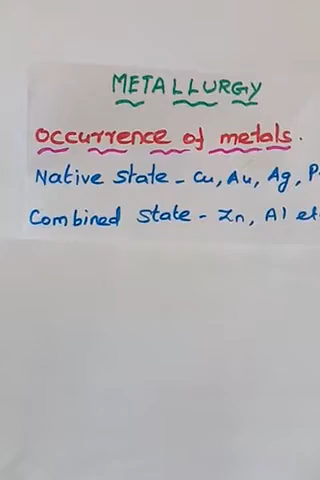 METALLURGY
Occurrence of metals.
Native state - Cu, Au, Ag, P
Combined state - Zn, Al et